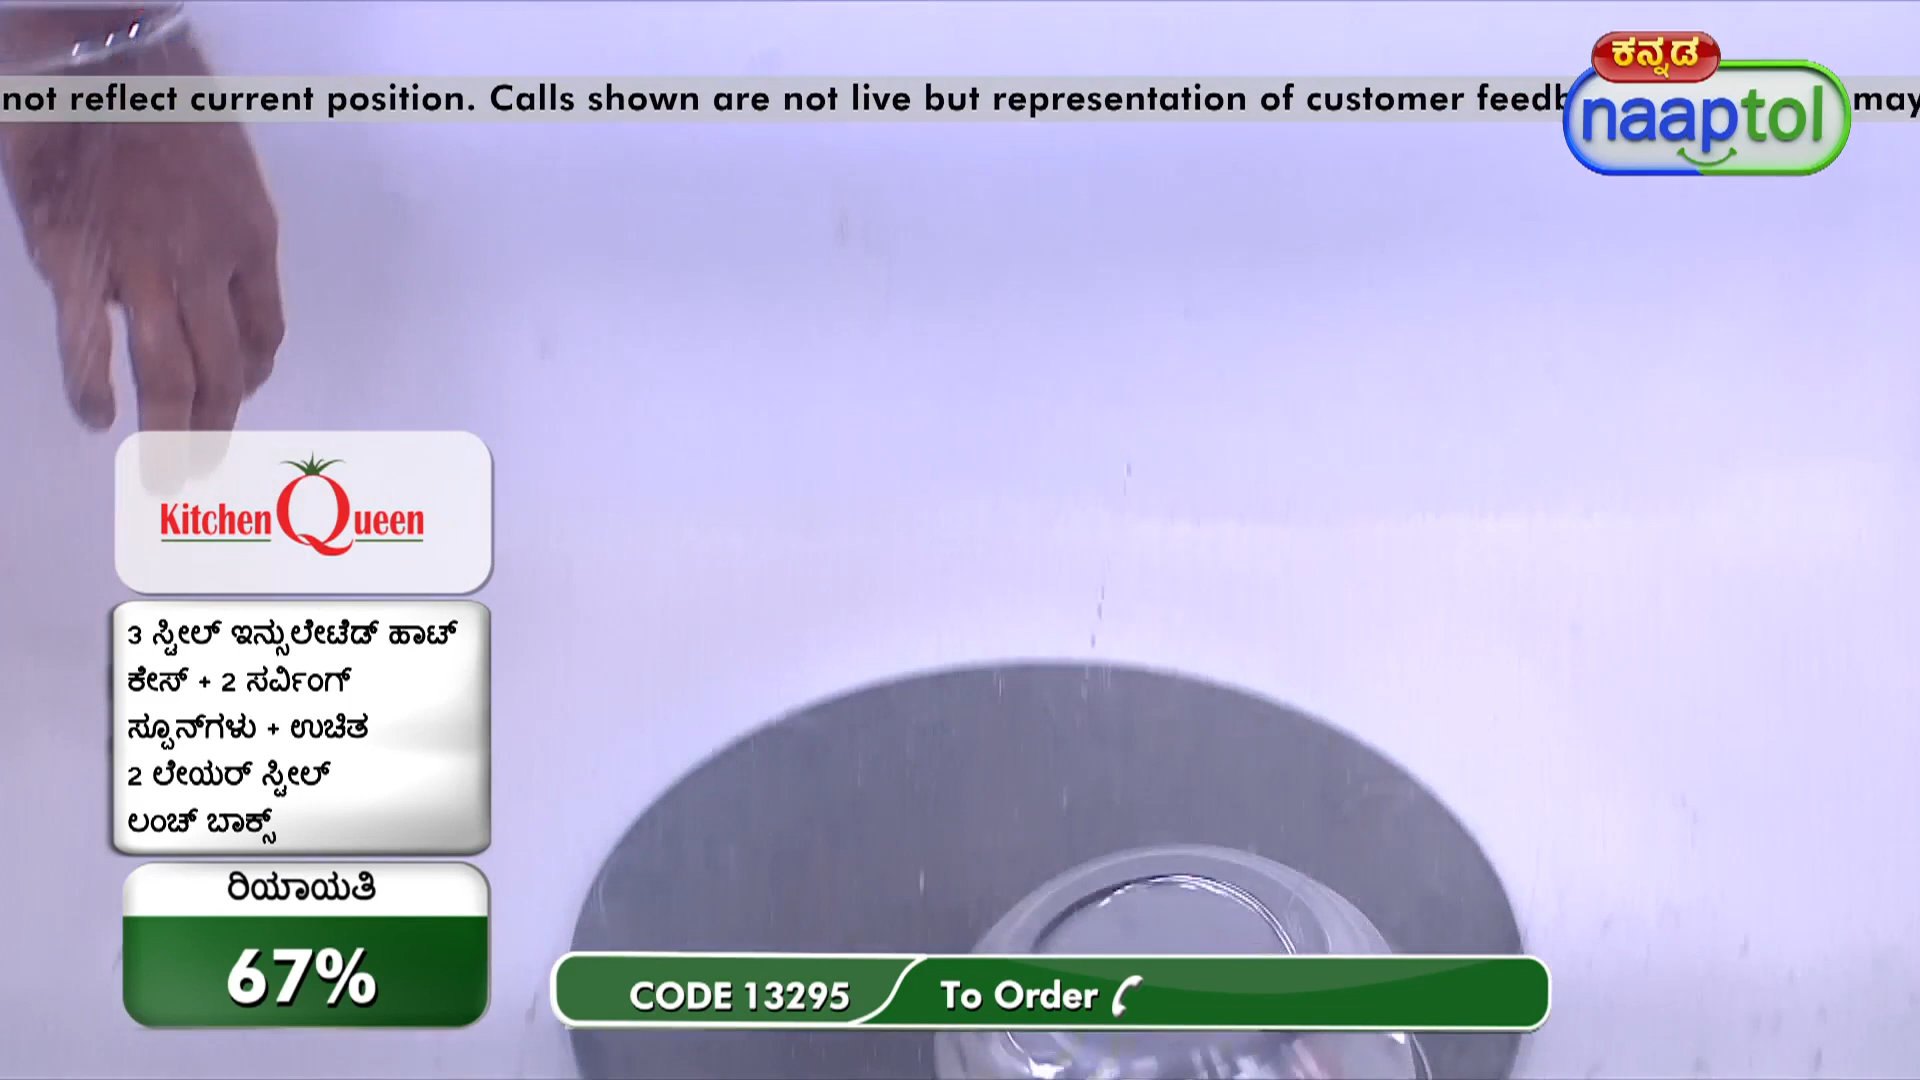 ಕನ್ನಡ
naaptol
not reflect current position. Calls shown are not live but representation of customer may
Kitchen Queen
3 ಸ್ಟೀಲ್ ಇನ್ಸುಲೇಟೆಡ್ ಹಾಟ್
ಕೇಸ್ + 2 ಸರ್ವಿಂಗ್
ಸ್ಪೂನ್‌ಗಳು + ಉಚಿತ
2 ಲೇಯರ್ ಸ್ಟೀಲ್
ಲಂಚ್ ಬಾಕ್ಸ್
ರಿಯಾಯತಿ
67%
CODE 13295 To Order